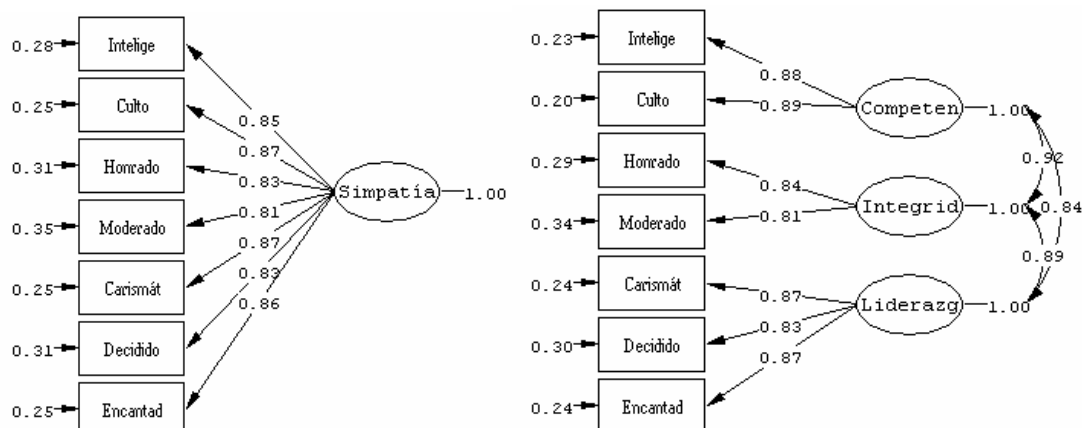 0.28 Intelige
0.25 Culto
0.31 Honrado
0.35 Moderado
0.25 Carismát
0.31 Decidido
0.25 Encantad
0.85
0.87
0.83
0.81
0.87
0.83
0.86
Simpatía 1.00
0.23 Intelige
0.20 Culto
0.29 Honrado
0.34 Moderado
0.24 Carismát
0.30 Decidido
0.24 Encantad
0.88
0.89
0.84
0.81
0.87
0.83
0.87
Competen 1.00
Integrid 1.00
Liderazg 1.00
0.92
0.84
0.89